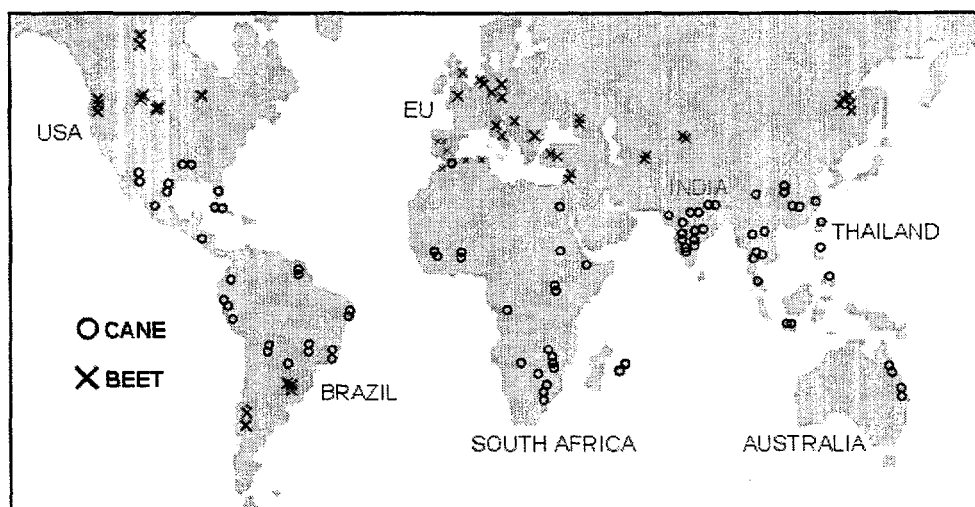 EU
USA
INDIA
THAILAND
CANE
BEET
BRAZIL
SOUTH AFRICA
AUSTRALIA